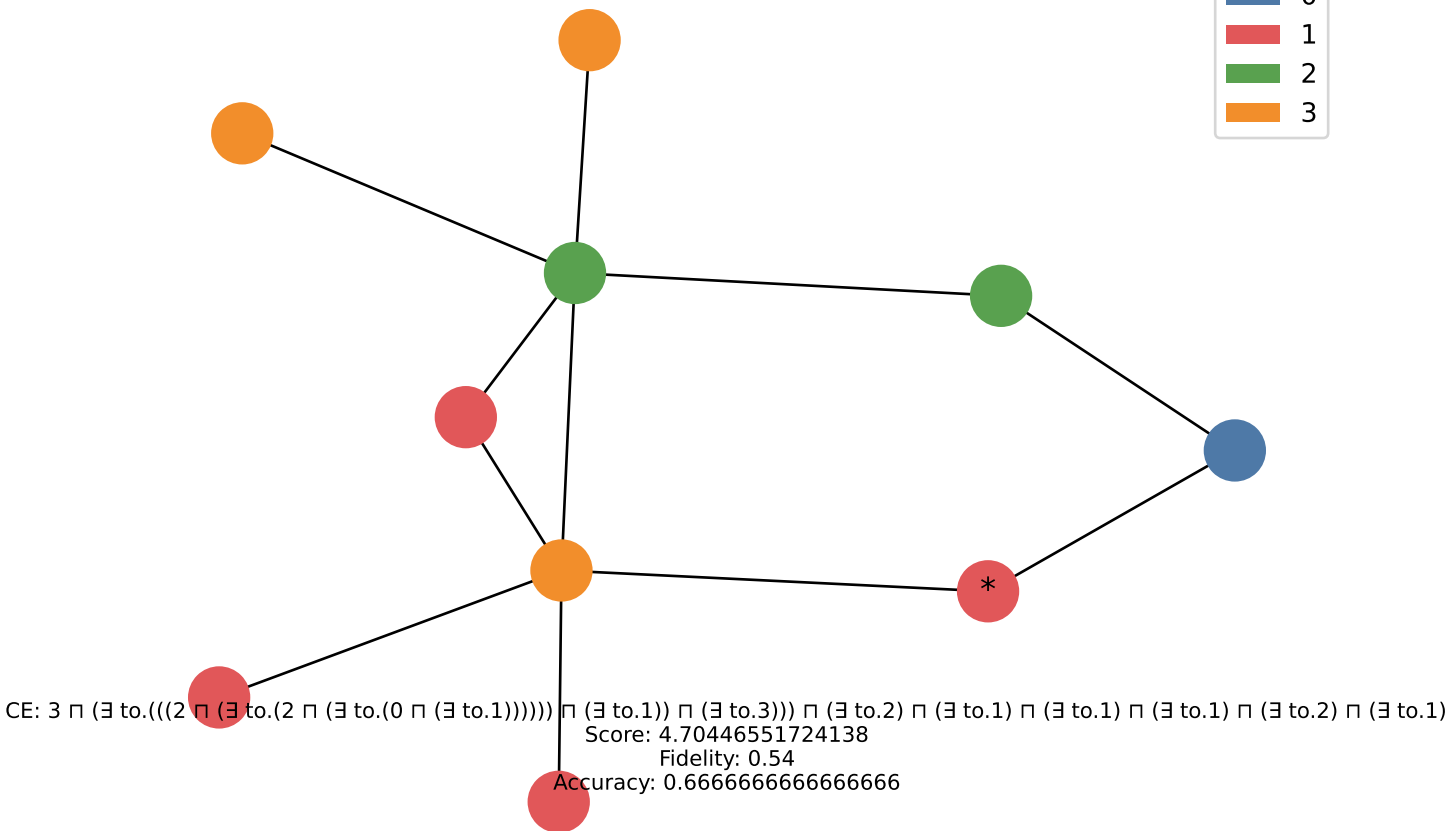 0
1
2
3
*
CE: 3 ⊓ (∃ to.(((2 ⊓ (∃ to.(2 ⊓ (∃ to.(0 ⊓ (∃ to.1)))))) ⊓ (∃ to.1)) ⊓ (∃ to.3))) ⊓ (∃ to.2) ⊓ (∃ to.1) ⊓ (∃ to.1) ⊓ (∃ to.1) ⊓ (∃ to.2) ⊓ (∃ to.1)
Score: 4.70446551724138
Fidelity: 0.54
Accuracy: 0.6666666666666666